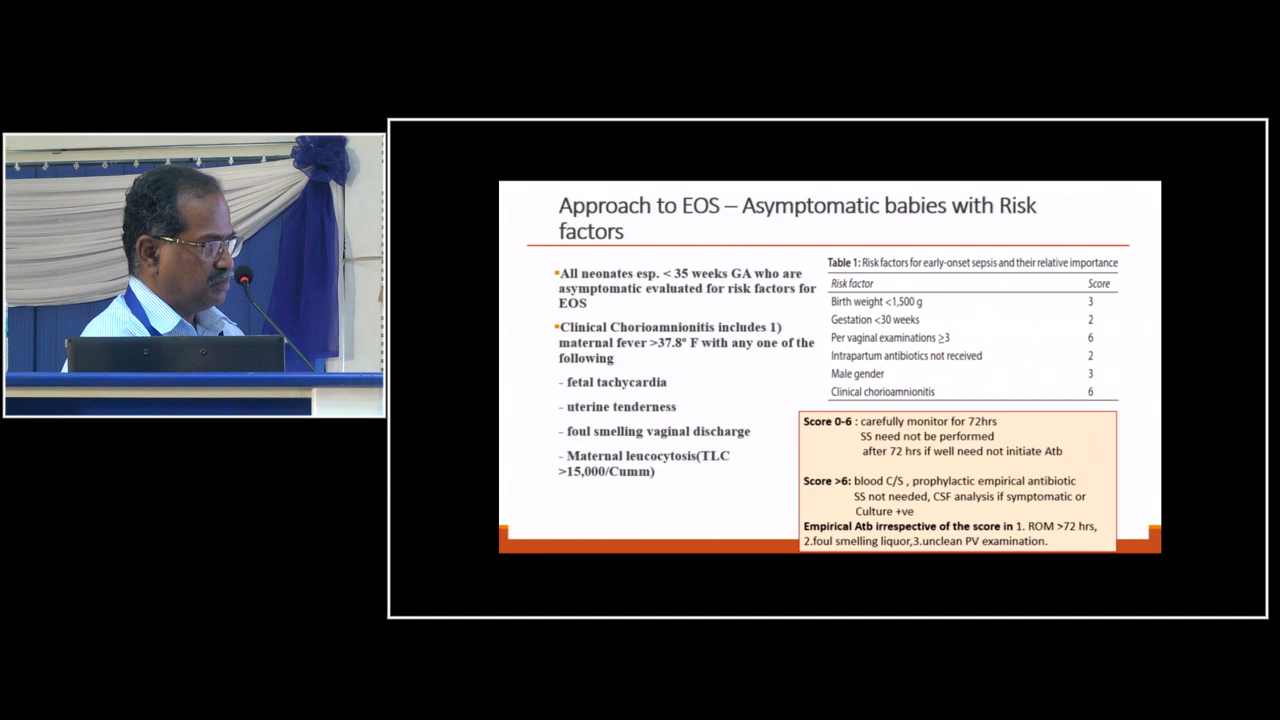 Approach to EOS – Asymptomatic babies with Risk
factors
▪All neonates esp. < 35 weeks GA who are
asymptomatic evaluated for risk factors for
EOS
▪Clinical Chorioamnionitis includes 1)
maternal fever >37.8º F with any one of the
following
- fetal tachycardia
- uterine tenderness
- foul smelling vaginal discharge
- Maternal leucocytosis(TLC
>15,000/Cumm)
Table 1: Risk factors for early-onset sepsis and their relative importance
Risk factor Score
Birth weight <1,500 g 3
Gestation <30 weeks 2
Per vaginal examinations ≥3 6
Intrapartum antibiotics not received 2
Male gender 3
Clinical chorioamnionitis 6
Score 0-6 : carefully monitor for 72hrs
SS need not be performed
after 72 hrs if well need not initiate Atb
Score >6: blood C/S , prophylactic empirical antibiotic
SS not needed, CSF analysis if symptomatic or
Culture +ve
Empirical Atb irrespective of the score in 1. ROM >72 hrs,
2.foul smelling liquor,3.unclean PV examination.